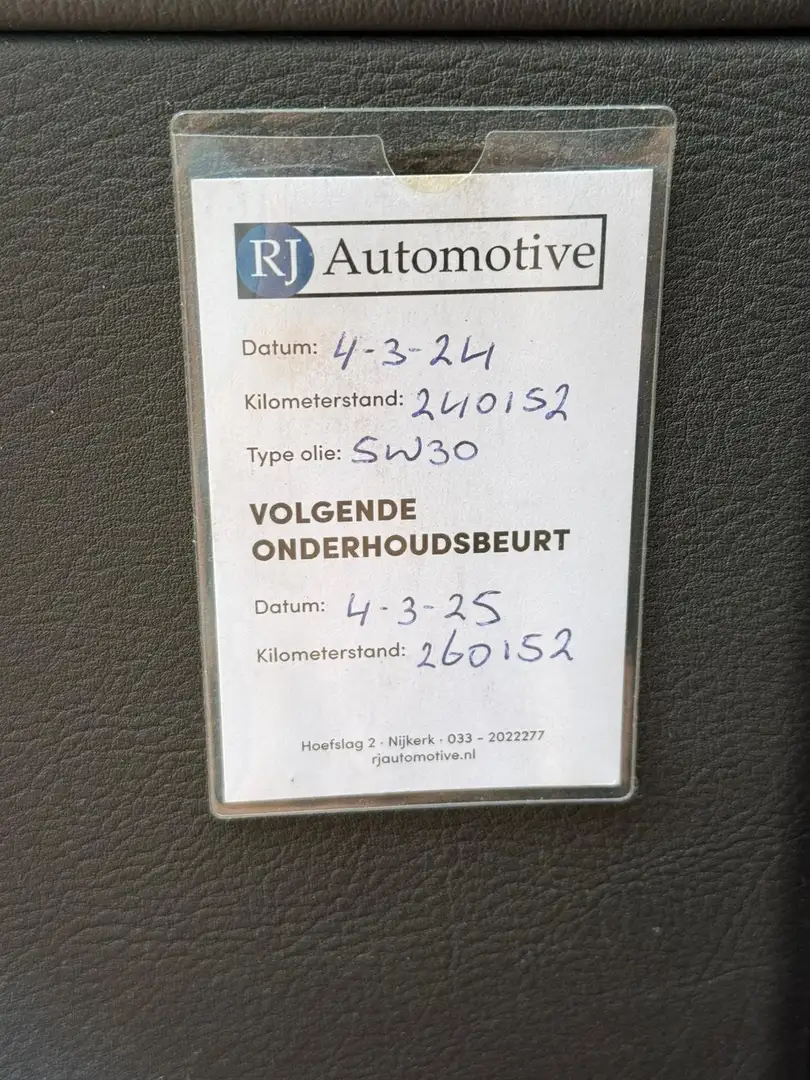 RJ Automotive
Datum: 4-3-24
Kilometerstand: 240152
Type olie: 5W30
VOLGENDE
ONDERHOUDSBEURT
Datum: 4-3-25
Kilometerstand: 260152
Hoefslag 2 · Nijkerk · 033 - 2022277
rjautomotive.nl